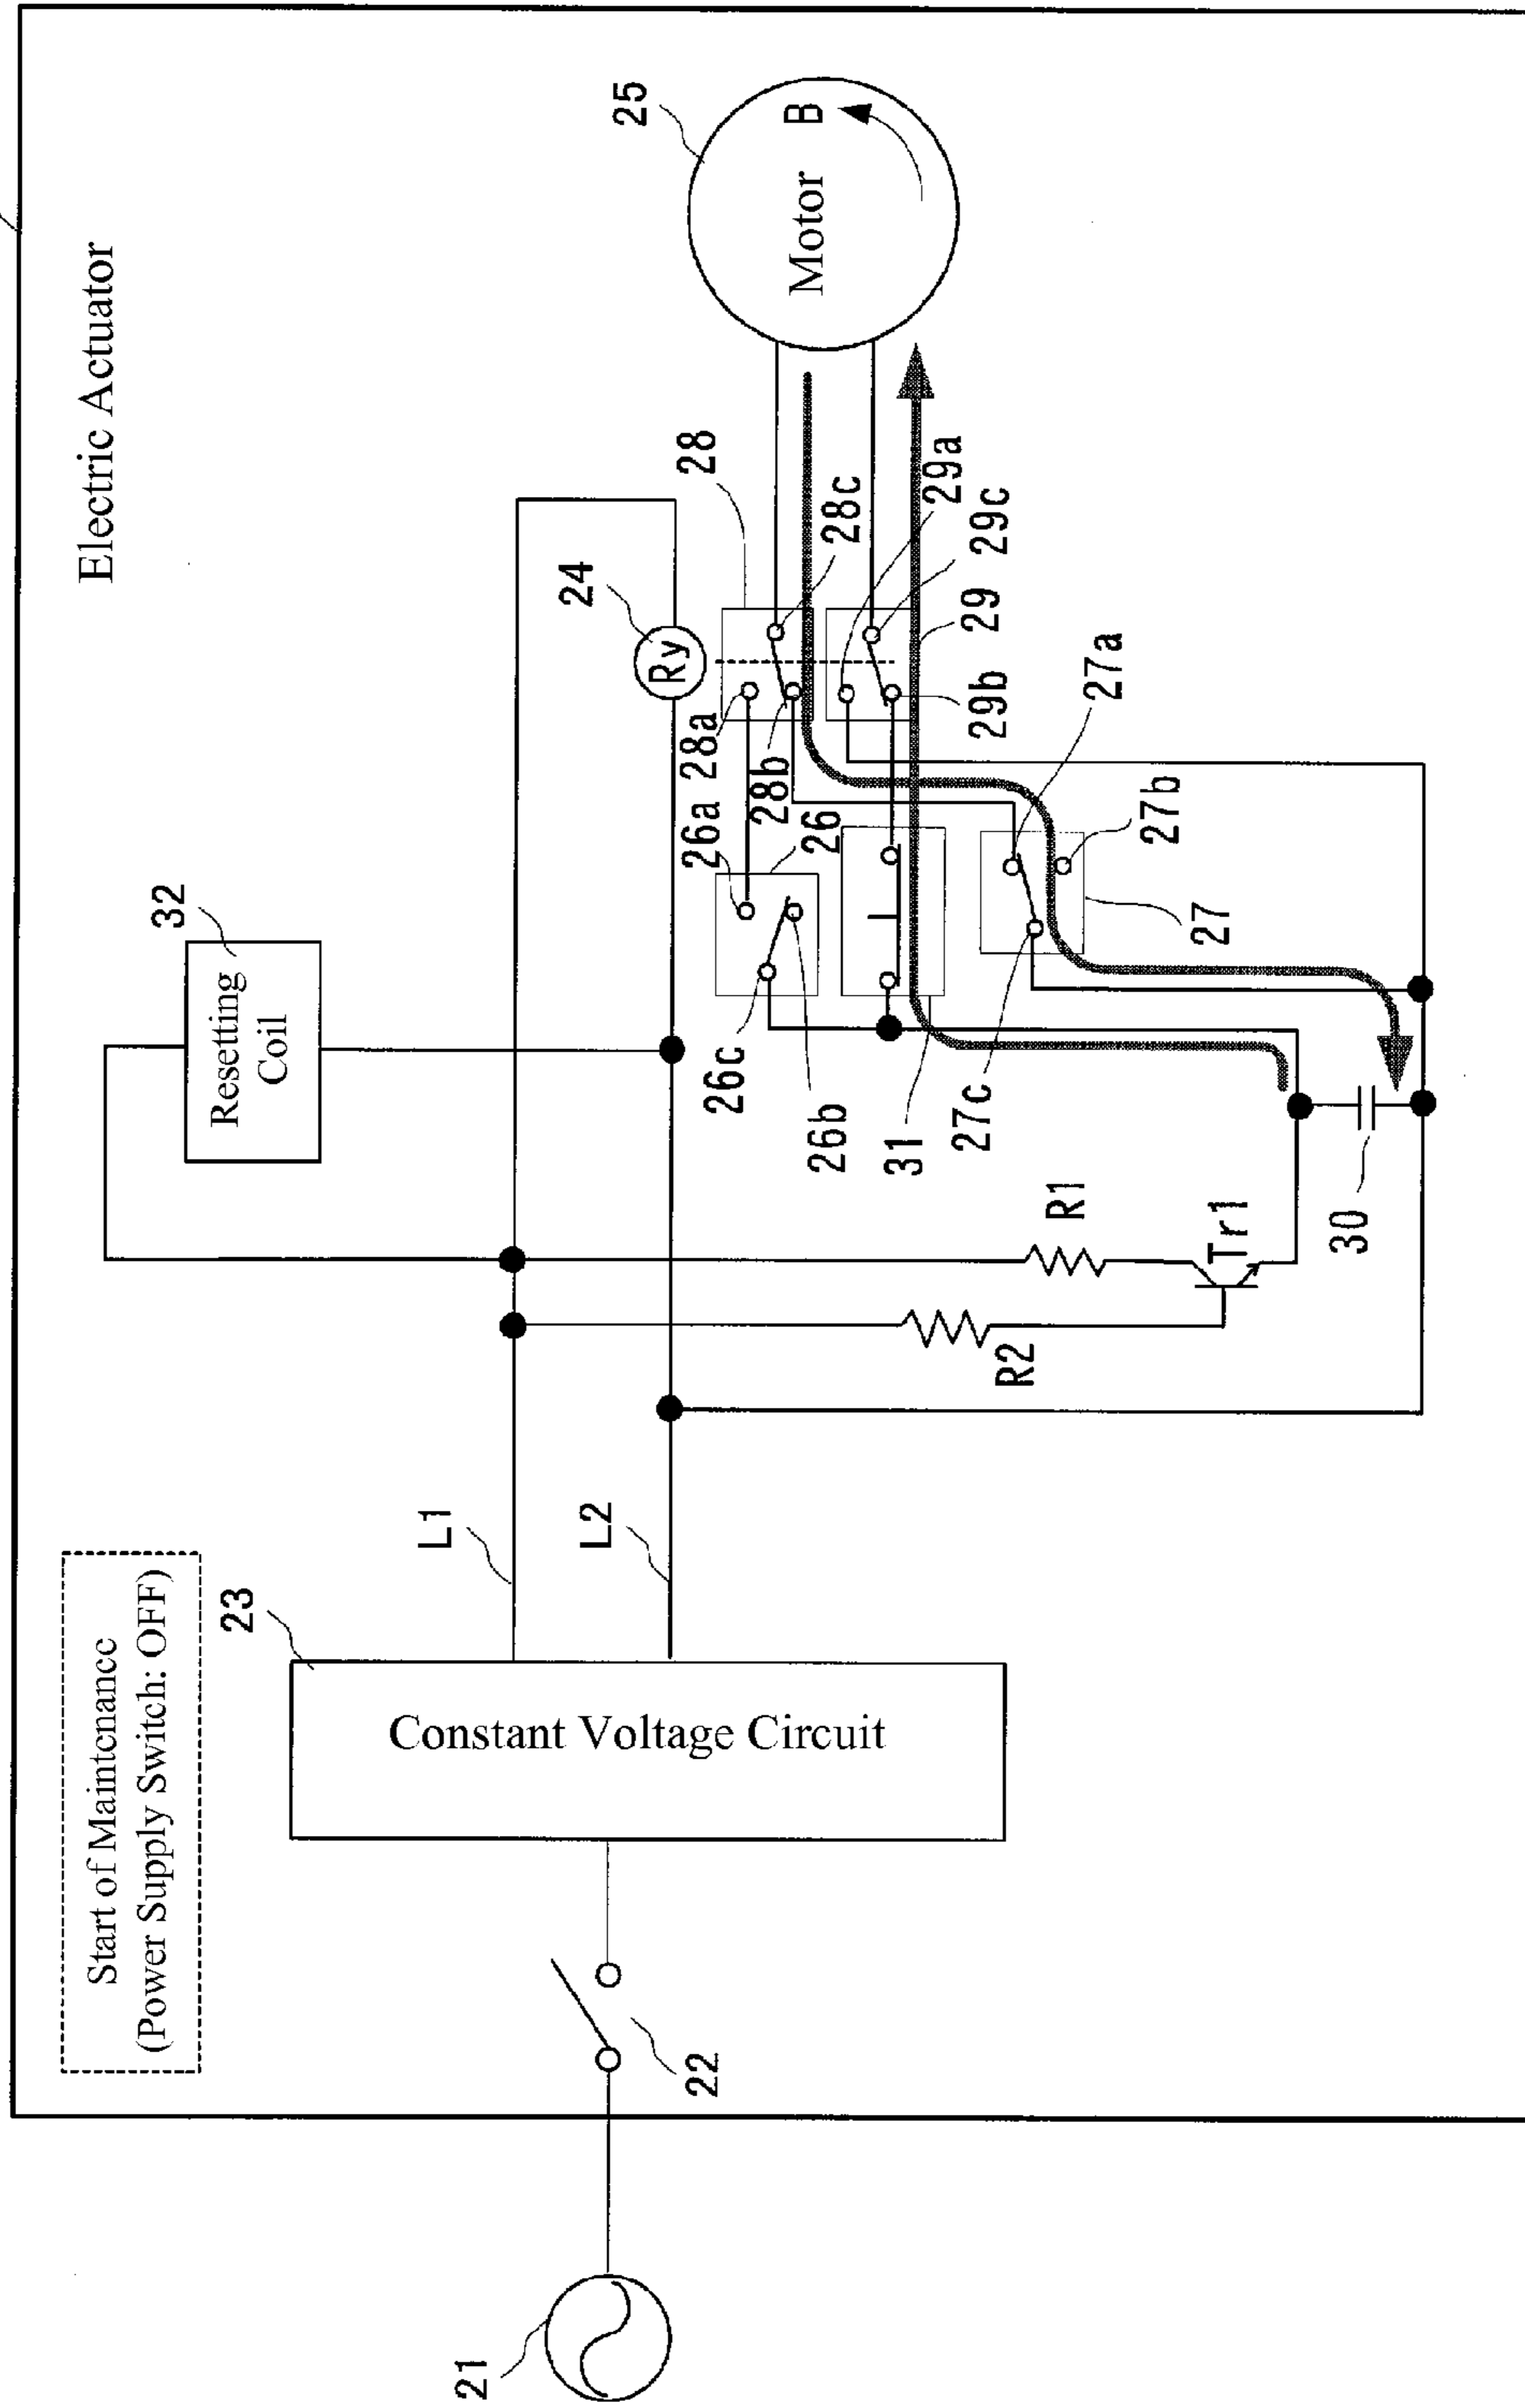 Electric Actuator
Start of Maintenance
(Power Supply Switch: OFF)
32
Resetting
Coil
23
L1
L2
Constant Voltage Circuit
21
22
24
Ry
25
Motor
B
28
28a
28b
28c
26a
26
26c
26b
29a
29c
29
29b
31
27a
27b
27
27c
R1
R2
Tr1
30